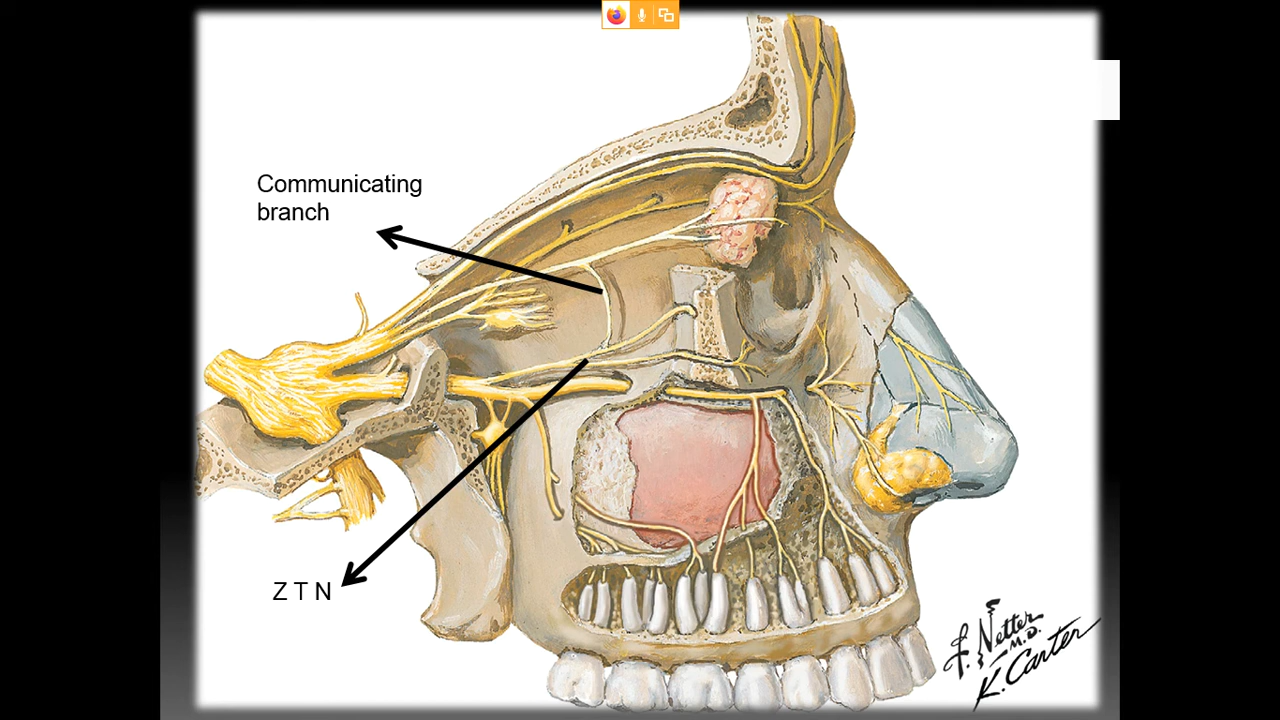 Communicating
branch
Z T N
F. Netter
M.D.
K. Carter